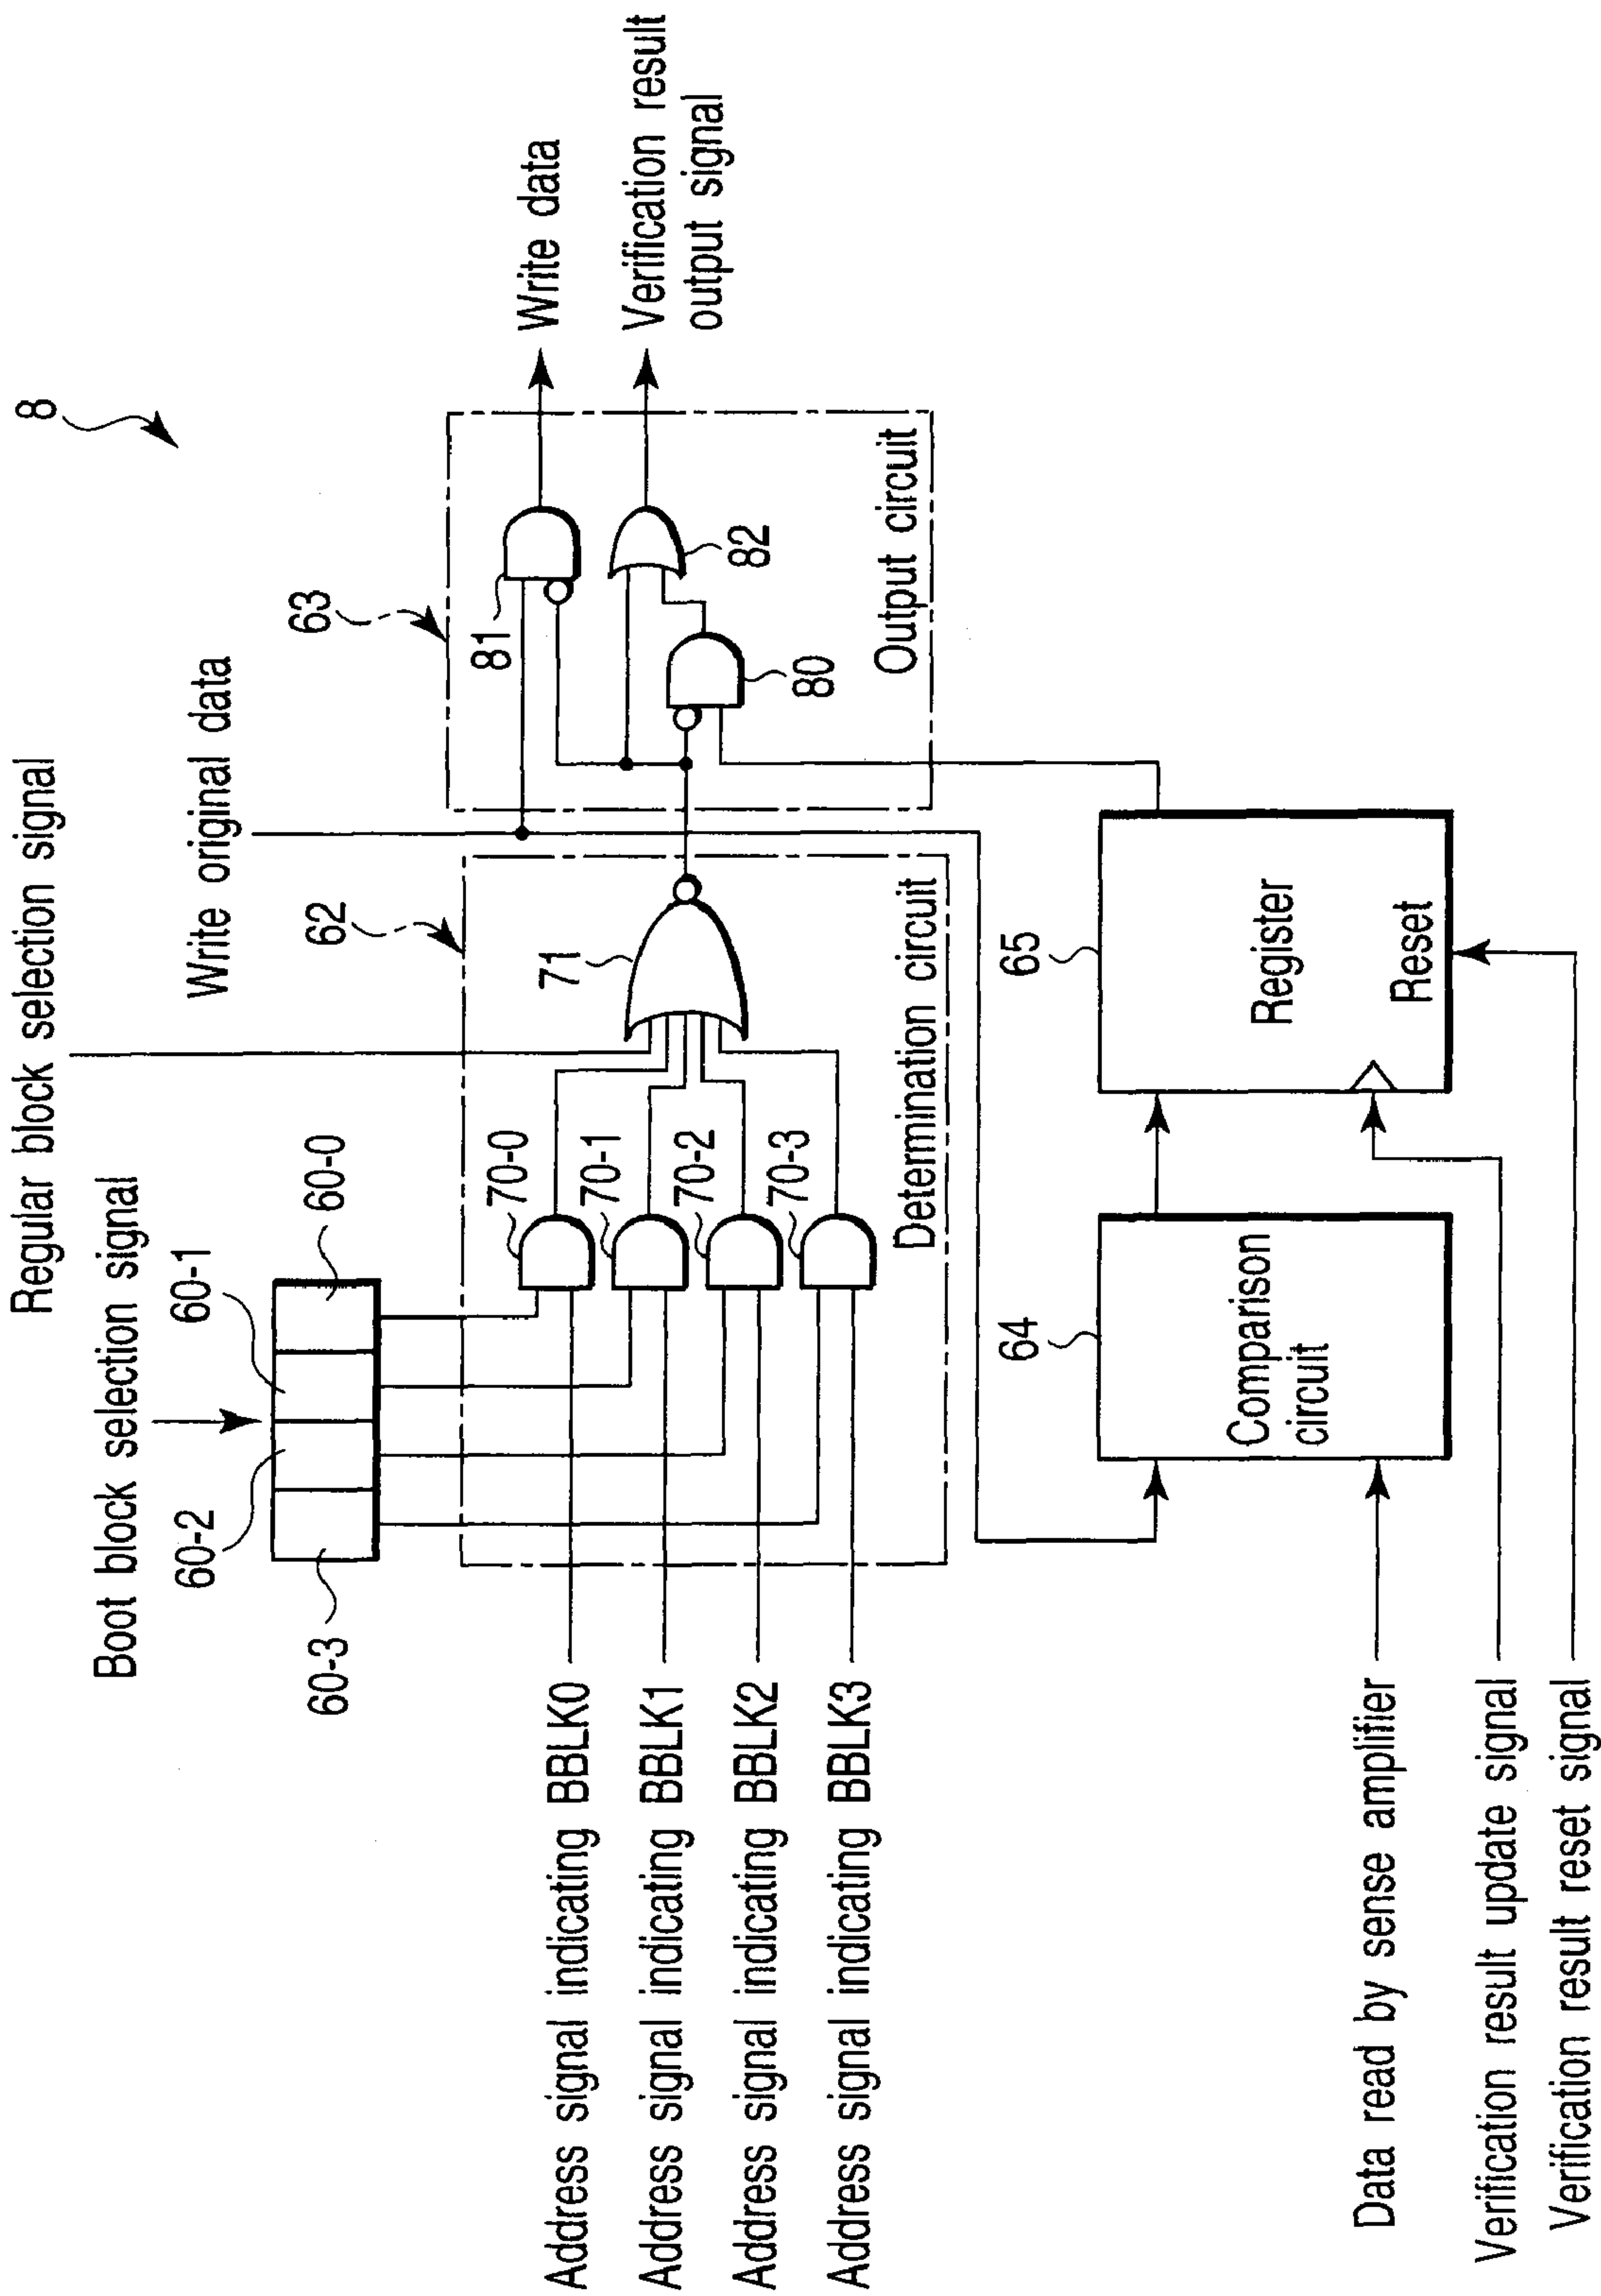 8
Regular block selection signal
Boot block selection signal
Write original data
60-1
60-0
60-2
60-3
62
63
71
70-0
70-1
70-2
70-3
Determination circuit
81
82
80
Output circuit
Write data
Verification result
output signal
Address signal indicating BBLK0
Address signal indicating BBLK1
Address signal indicating BBLK2
Address signal indicating BBLK3
64
Comparison
circuit
65
Register
Reset
Data read by sense amplifier
Verification result update signal
Verification result reset signal